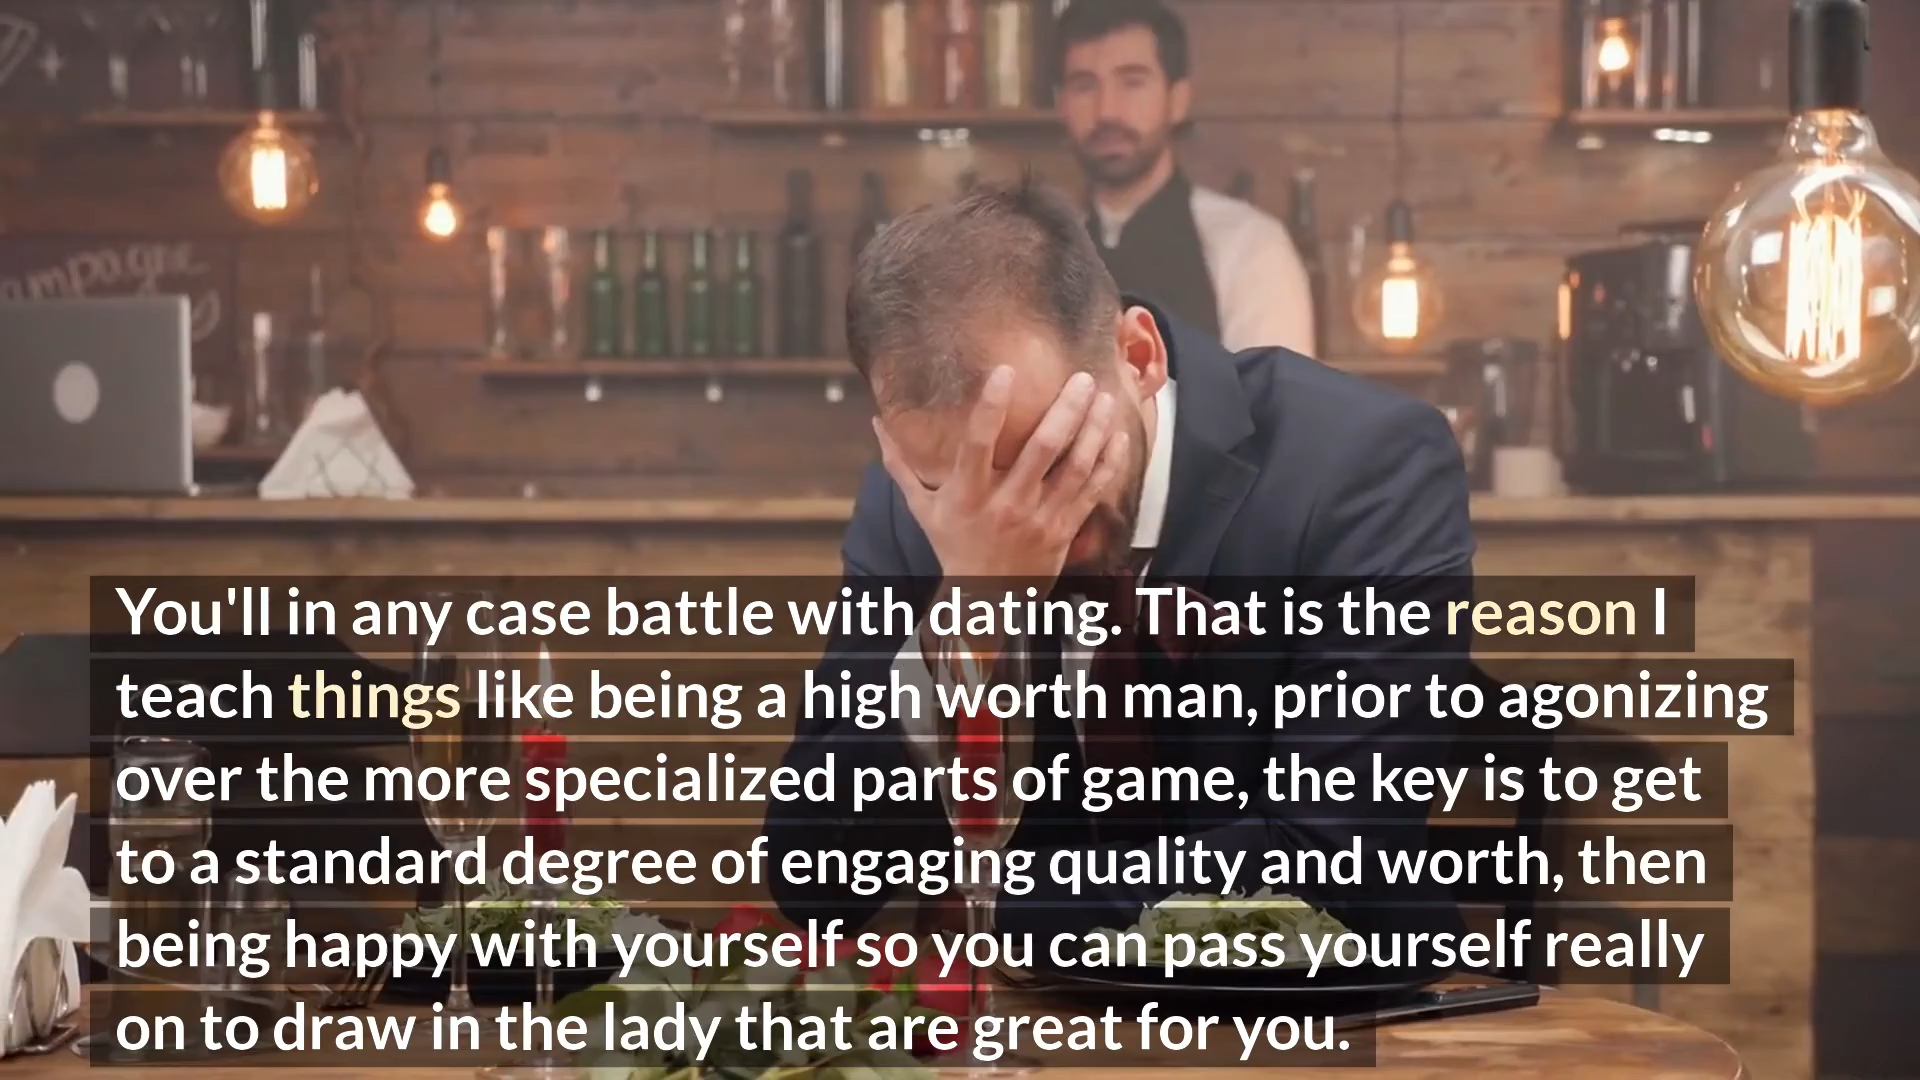 ampagne
You'll in any case battle with dating. That is the reason I
teach things like being a high worth man, prior to agonizing
over the more specialized parts of game, the key is to get
to a standard degree of engaging quality and worth, then
being happy with yourself so you can pass yourself really
on to draw in the lady that are great for you.